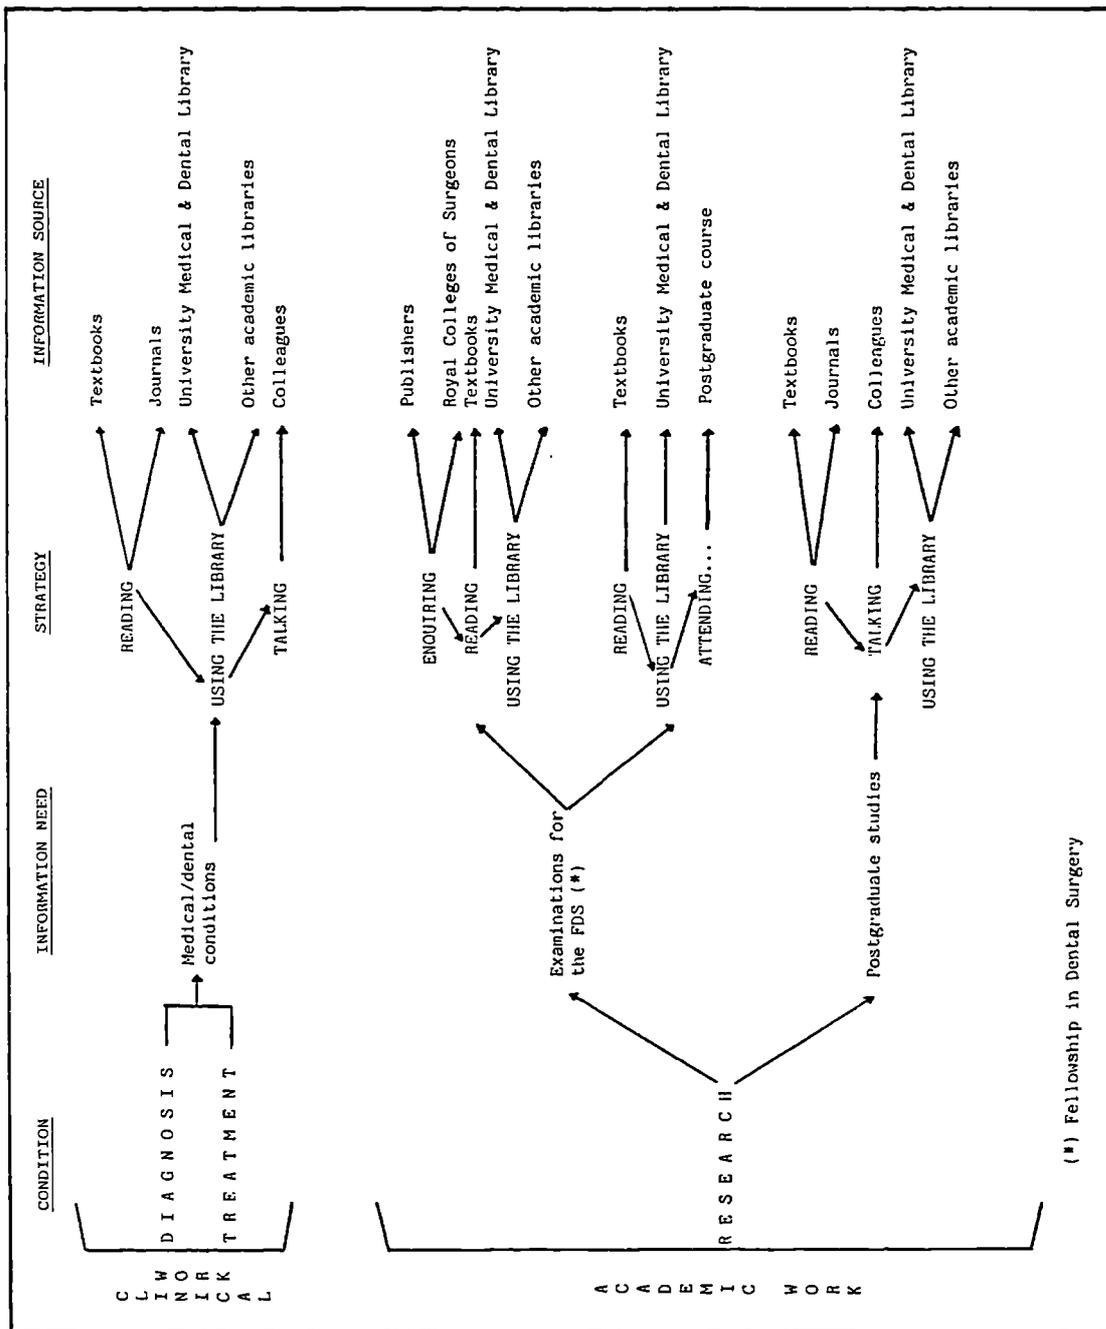 CONDITION
INFORMATION NEED
STRATEGY
INFORMATION SOURCE
CLINICAL
WORK
DIAGNOSIS
TREATMENT
Medical/dental
conditions
READING
USING THE LIBRARY
TALKING
Textbooks
Journals
University Medical & Dental Library
Other academic libraries
Colleagues
ACADEMIC WORK
RESEARCH
Examinations for
the FDS (*)
ENQUIRING
READING
USING THE LIBRARY
Publishers
Royal Colleges of Surgeons
Textbooks
University Medical & Dental Library
Other academic libraries
READING
USING THE LIBRARY
ATTENDING...
Textbooks
University Medical & Dental Library
Postgraduate course
Postgraduate studies
READING
TALKING
USING THE LIBRARY
Textbooks
Journals
Colleagues
University Medical & Dental Library
Other academic libraries
(*) Fellowship in Dental Surgery